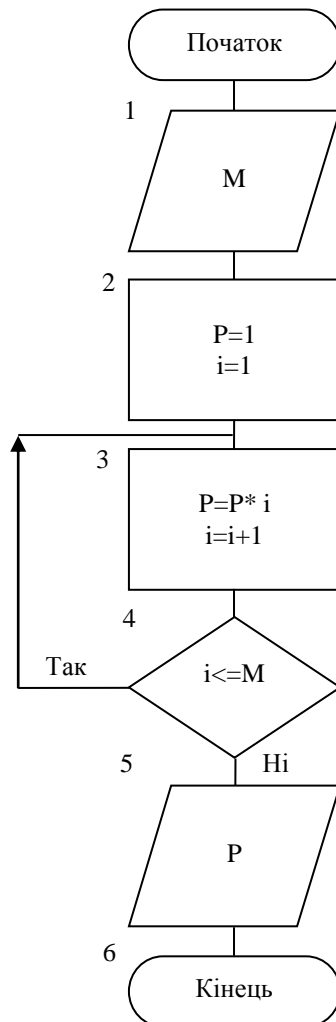 Початок
1
M
2
P=1
i=1
3
P=P* i
i=i+1
4
i<=M
Так
Ні
5
P
6
Кінець